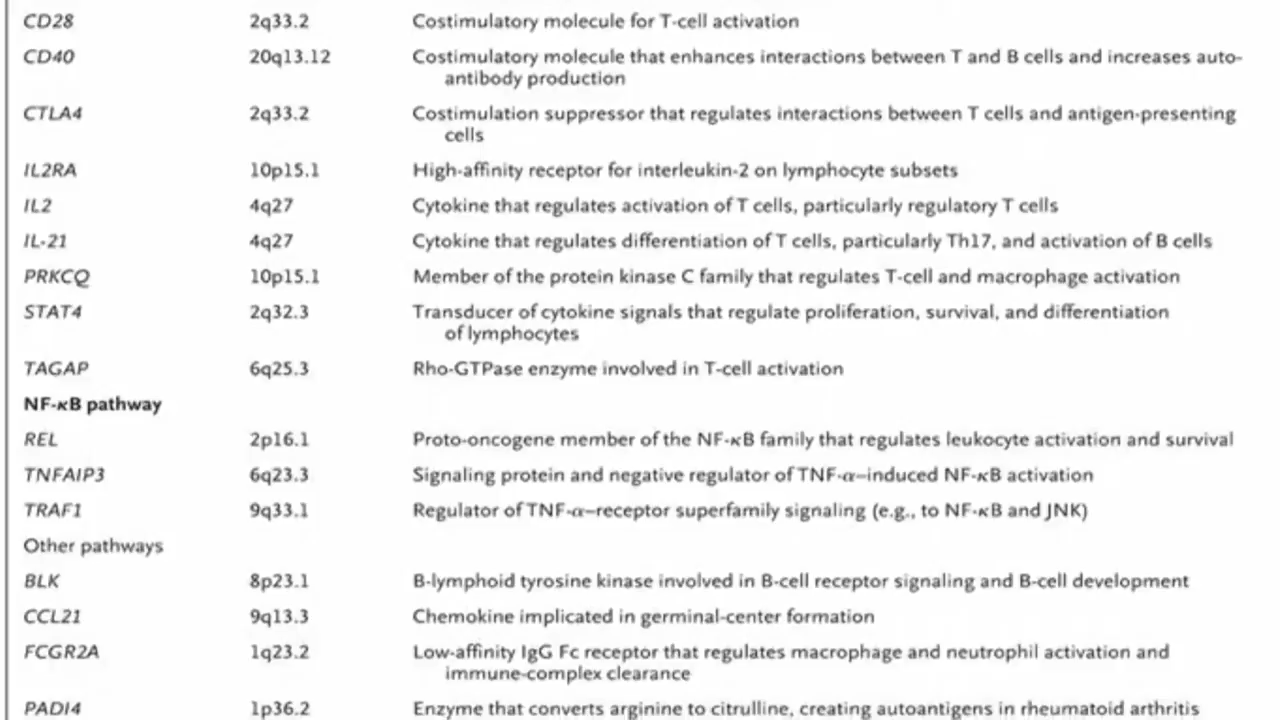 CD28 2q33.2 Costimulatory molecule for T-cell activation
CD40 20q13.12 Costimulatory molecule that enhances interactions between T and B cells and increases auto-
antibody production
CTLA4 2q33.2 Costimulation suppressor that regulates interactions between T cells and antigen-presenting
cells
IL2RA 10p15.1 High-affinity receptor for interleukin-2 on lymphocyte subsets
IL2 4q27 Cytokine that regulates activation of T cells, particularly regulatory T cells
IL-21 4q27 Cytokine that regulates differentiation of T cells, particularly Th17, and activation of B cells
PRKCQ 10p15.1 Member of the protein kinase C family that regulates T-cell and macrophage activation
STAT4 2q32.3 Transducer of cytokine signals that regulate proliferation, survival, and differentiation
of lymphocytes
TAGAP 6q25.3 Rho-GTPase enzyme involved in T-cell activation
NF-κB pathway
REL 2p16.1 Proto-oncogene member of the NF-κB family that regulates leukocyte activation and survival
TNFAIP3 6q23.3 Signaling protein and negative regulator of TNF-α–induced NF-κB activation
TRAF1 9q33.1 Regulator of TNF-α–receptor superfamily signaling (e.g., to NF-κB and JNK)
Other pathways
BLK 8p23.1 B-lymphoid tyrosine kinase involved in B-cell receptor signaling and B-cell development
CCL21 9q13.3 Chemokine implicated in germinal-center formation
FCGR2A 1q23.2 Low-affinity IgG Fc receptor that regulates macrophage and neutrophil activation and
immune-complex clearance
PADI4 1p36.2 Enzyme that converts arginine to citrulline, creating autoantigens in rheumatoid arthritis